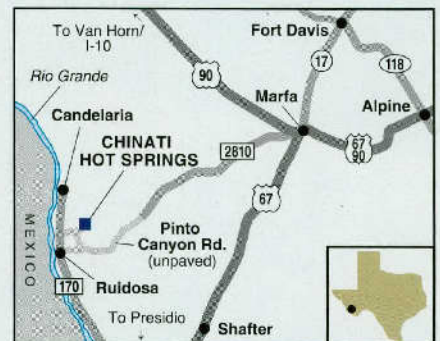 To Van Horn/
I-10
Fort Davis
Rio Grande
90
17
118
Candelaria
Marfa
Alpine
CHINATI
HOT SPRINGS
2810
67
90
67
MEXICO
Pinto
Canyon Rd.
(unpaved)
170
Ruidosa
To Presidio
Shafter